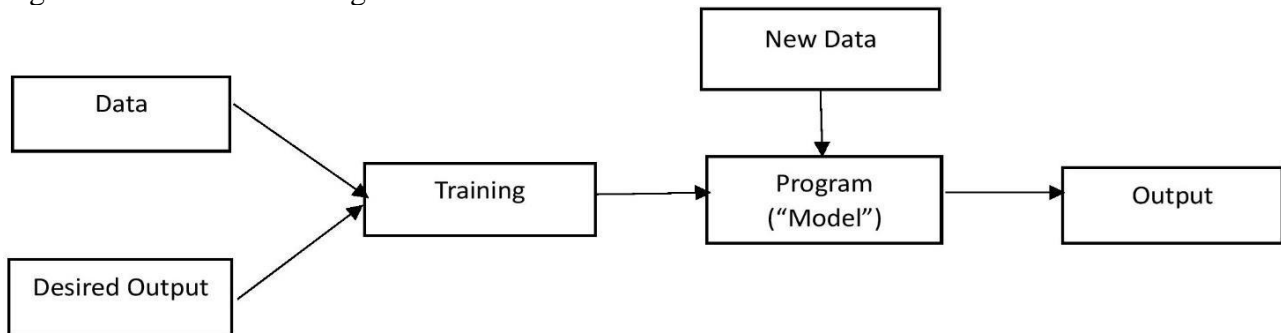 New Data
Data
Training
Program
(“Model”)
Output
Desired Output